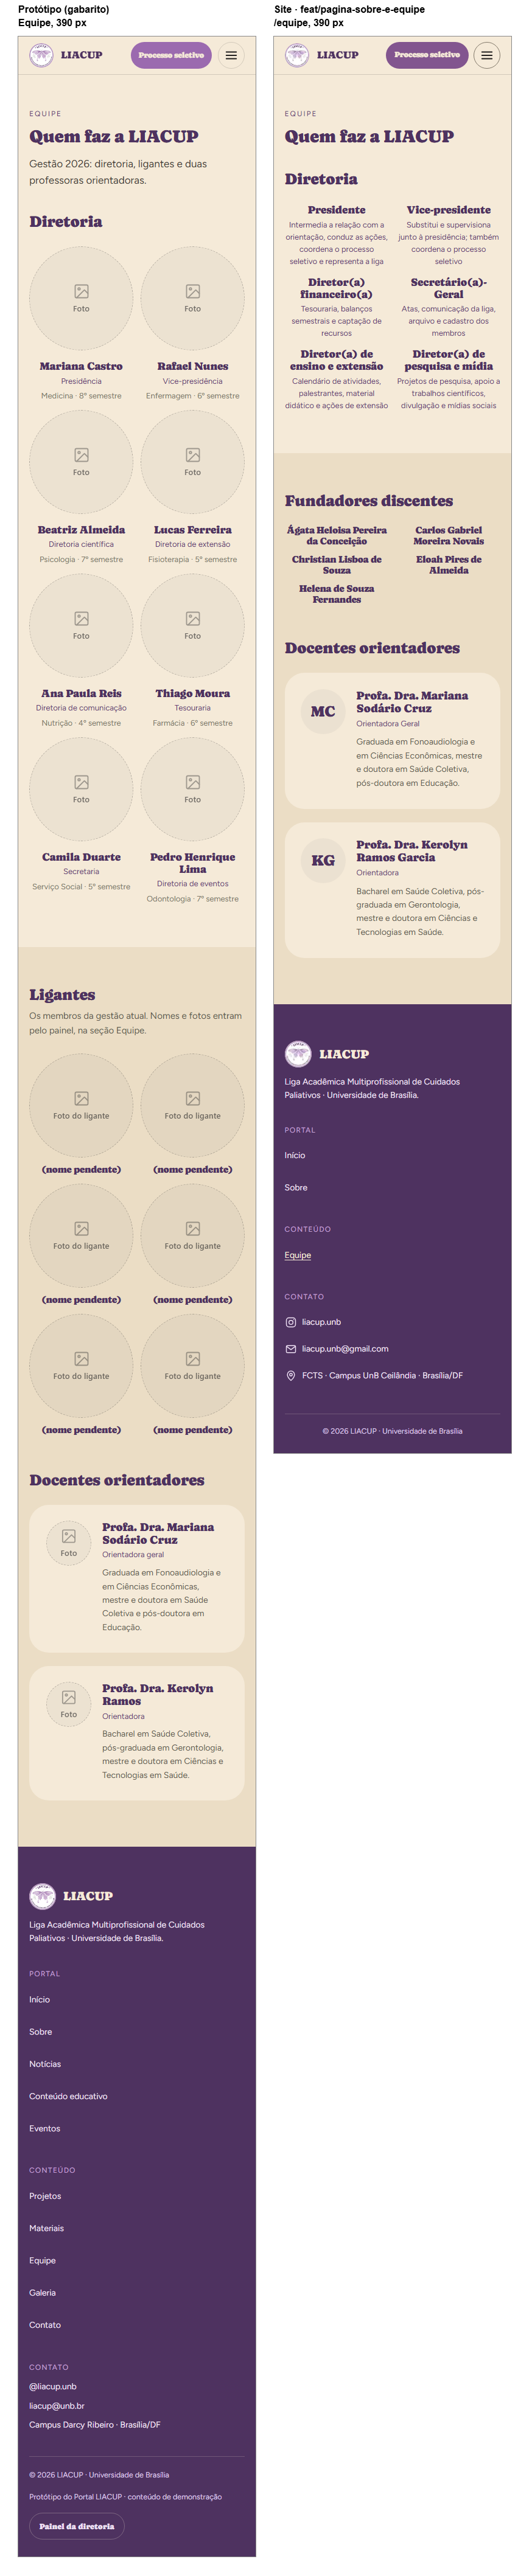 Protótipo (gabarito)
Equipe, 390 px
LIACUP
Processo seletivo
EQUIPE
Quem faz a LIACUP
Gestão 2026: diretoria, ligantes e duas
professoras orientadoras.
Diretoria
Foto
Foto
Mariana Castro
Rafael Nunes
Presidência
Vice-presidência
Medicina · 8º semestre
Enfermagem · 6º semestre
Foto
Foto
Beatriz Almeida
Lucas Ferreira
Diretoria científica
Diretoria de extensão
Psicologia · 7º semestre
Fisioterapia · 5º semestre
Foto
Foto
Ana Paula Reis
Thiago Moura
Diretoria de comunicação
Tesouraria
Nutrição · 4º semestre
Farmácia · 6º semestre
Foto
Foto
Camila Duarte
Pedro Henrique
Lima
Secretaria
Diretoria de eventos
Serviço Social · 5º semestre
Odontologia · 7º semestre
Ligantes
Os membros da gestão atual. Nomes e fotos entram
pelo painel, na seção Equipe.
Foto do ligante
Foto do ligante
(nome pendente)
(nome pendente)
Foto do ligante
Foto do ligante
(nome pendente)
(nome pendente)
Foto do ligante
Foto do ligante
(nome pendente)
(nome pendente)
Docentes orientadores
Foto
Profa. Dra. Mariana
Sodário Cruz
Orientadora geral
Graduada em Fonoaudiologia e
em Ciências Econômicas,
mestre e doutora em Saúde
Coletiva e pós-doutora em
Educação.
Foto
Profa. Dra. Kerolyn
Ramos
Orientadora
Bacharel em Saúde Coletiva,
pós-graduada em Gerontologia,
mestre e doutora em Ciências e
Tecnologias em Saúde.
LIACUP
Liga Acadêmica Multiprofissional de Cuidados
Paliativos · Universidade de Brasília.
PORTAL
Início
Sobre
Notícias
Conteúdo educativo
Eventos
CONTEÚDO
Projetos
Materiais
Equipe
Galeria
Contato
CONTATO
@liacup.unb
liacup@unb.br
Campus Darcy Ribeiro · Brasília/DF
© 2026 LIACUP · Universidade de Brasília
Protótipo do Portal LIACUP · conteúdo de demonstração
Painel da diretoria
Site · feat/pagina-sobre-e-equipe
/equipe, 390 px
LIACUP
Processo seletivo
EQUIPE
Quem faz a LIACUP
Diretoria
Presidente
Intermedia a relação com a
orientação, conduz as ações,
coordena o processo
seletivo e representa a liga
Vice-presidente
Substitui e supervisiona
junto à presidência; também
coordena o processo
seletivo
Diretor(a)
financeiro(a)
Tesouraria, balanços
semestrais e captação de
recursos
Secretário(a)-
Geral
Atas, comunicação da liga,
arquivo e cadastro dos
membros
Diretor(a) de
ensino e extensão
Calendário de atividades,
palestrantes, material
didático e ações de extensão
Diretor(a) de
pesquisa e mídia
Projetos de pesquisa, apoio a
trabalhos científicos,
divulgação e mídias sociais
Fundadores discentes
Ágata Heloisa Pereira
da Conceição
Carlos Gabriel
Moreira Novais
Christian Lisboa de
Souza
Eloah Pires de
Almeida
Helena de Souza
Fernandes
Docentes orientadores
MC
Profa. Dra. Mariana
Sodário Cruz
Orientadora Geral
Graduada em Fonoaudiologia e
em Ciências Econômicas, mestre
e doutora em Saúde Coletiva,
pós-doutora em Educação.
KG
Profa. Dra. Kerolyn
Ramos Garcia
Orientadora
Bacharel em Saúde Coletiva, pós-
graduada em Gerontologia,
mestre e doutora em Ciências e
Tecnologias em Saúde.
LIACUP
Liga Acadêmica Multiprofissional de Cuidados
Paliativos · Universidade de Brasília.
PORTAL
Início
Sobre
CONTEÚDO
Equipe
CONTATO
liacup.unb
liacup.unb@gmail.com
FCTS · Campus UnB Ceilândia · Brasília/DF
© 2026 LIACUP · Universidade de Brasília